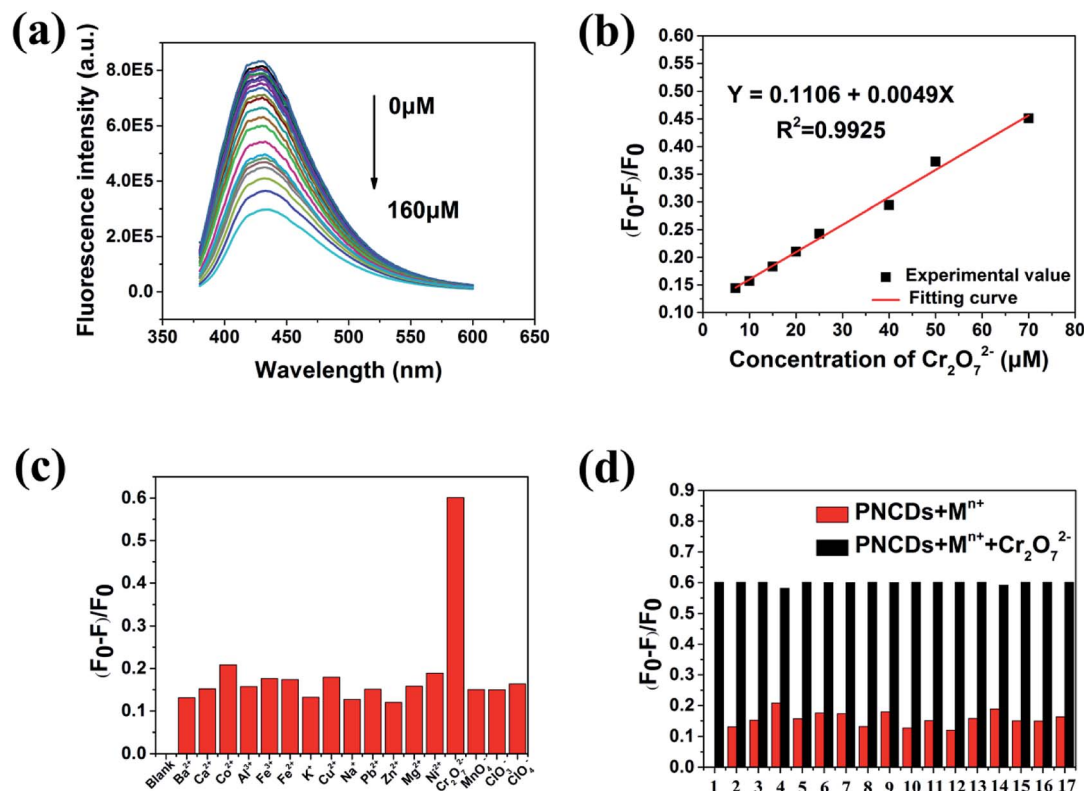 (a)
Fluorescence intensity (a.u.)
8.0E5
6.0E5
4.0E5
2.0E5
0.0
0μM
160μM
350 400 450 500 550 600 650
Wavelength (nm)
(b)
(F₀-F)/F₀
0.60
0.55
0.50
0.45
0.40
0.35
0.30
0.25
0.20
0.15
0.10
Y = 0.1106 + 0.0049X
R²=0.9925
Experimental value
Fitting curve
0 10 20 30 40 50 60 70 80
Concentration of Cr₂O₇²⁻ (μM)
(c)
(F₀-F)/F₀
0.6
0.5
0.4
0.3
0.2
0.1
0.0
Blank Ba²⁺ Ca²⁺ Co²⁺ Al³⁺ Fe³⁺ Fe²⁺ K⁺ Cu²⁺ Na⁺ Pb²⁺ Zn²⁺ Mg²⁺ Ni²⁺ Cr₂O₇²⁻ MnO₄⁻ ClO⁻ ClO₄⁻
(d)
(F₀-F)/F₀
0.9
0.8
0.7
0.6
0.5
0.4
0.3
0.2
0.1
0.0
PNCDs+Mⁿ⁺
PNCDs+Mⁿ⁺+Cr₂O₇²⁻
1 2 3 4 5 6 7 8 9 10 11 12 13 14 15 16 17